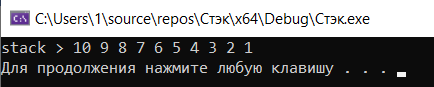 C:\Users\1\source\repos\Стэк\x64\Debug\Стэк.exe
stack > 10 9 8 7 6 5 4 3 2 1
Для продолжения нажмите любую клавишу . . .